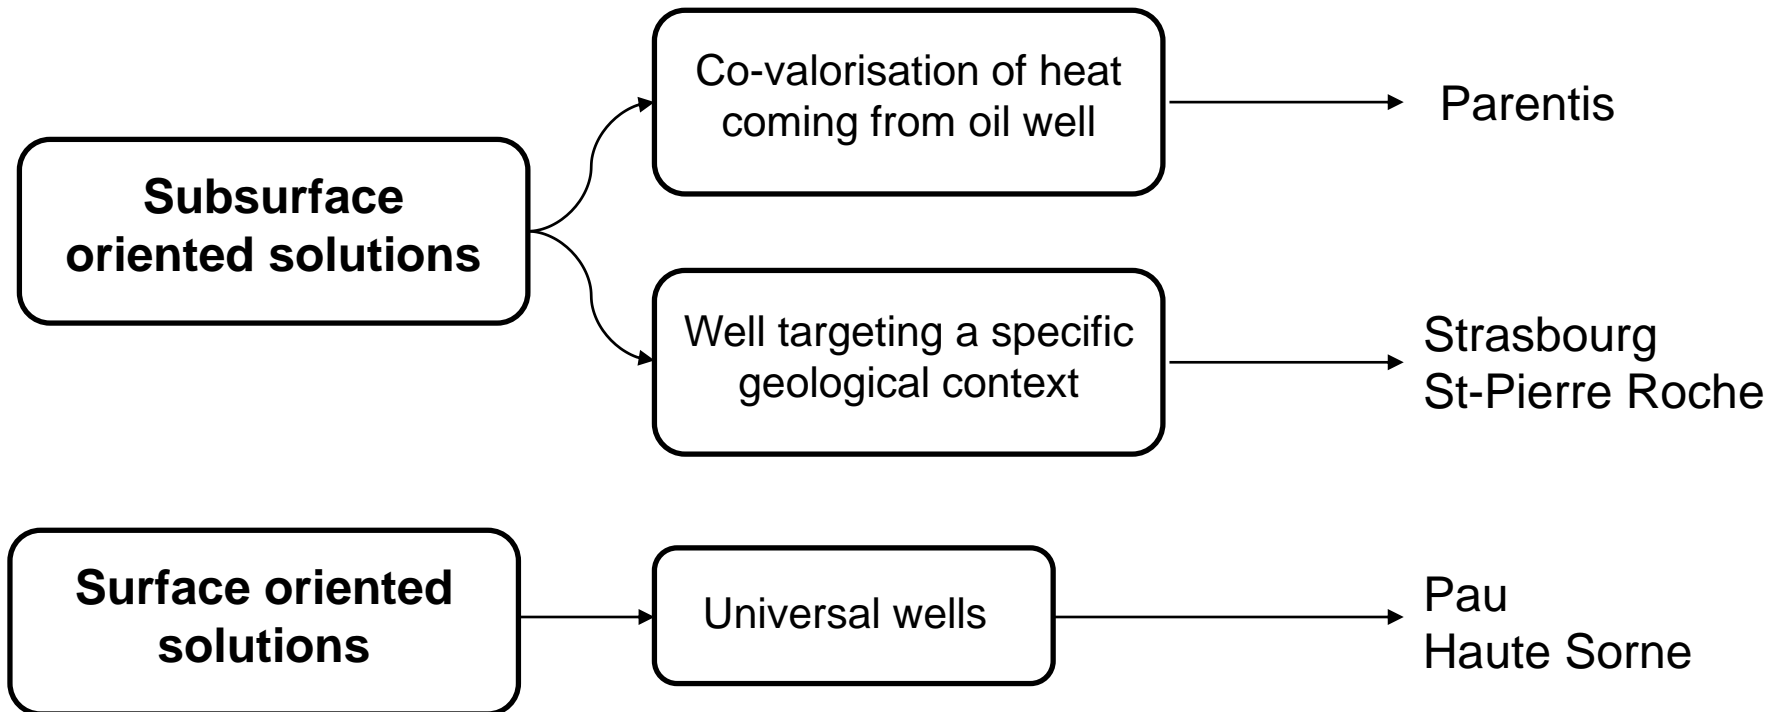 Co-valorisation of heat
coming from oil well
Parentis
Subsurface
oriented solutions
Well targeting a specific
geological context
Strasbourg
St-Pierre Roche
Surface oriented
solutions
Universal wells
Pau
Haute Sorne